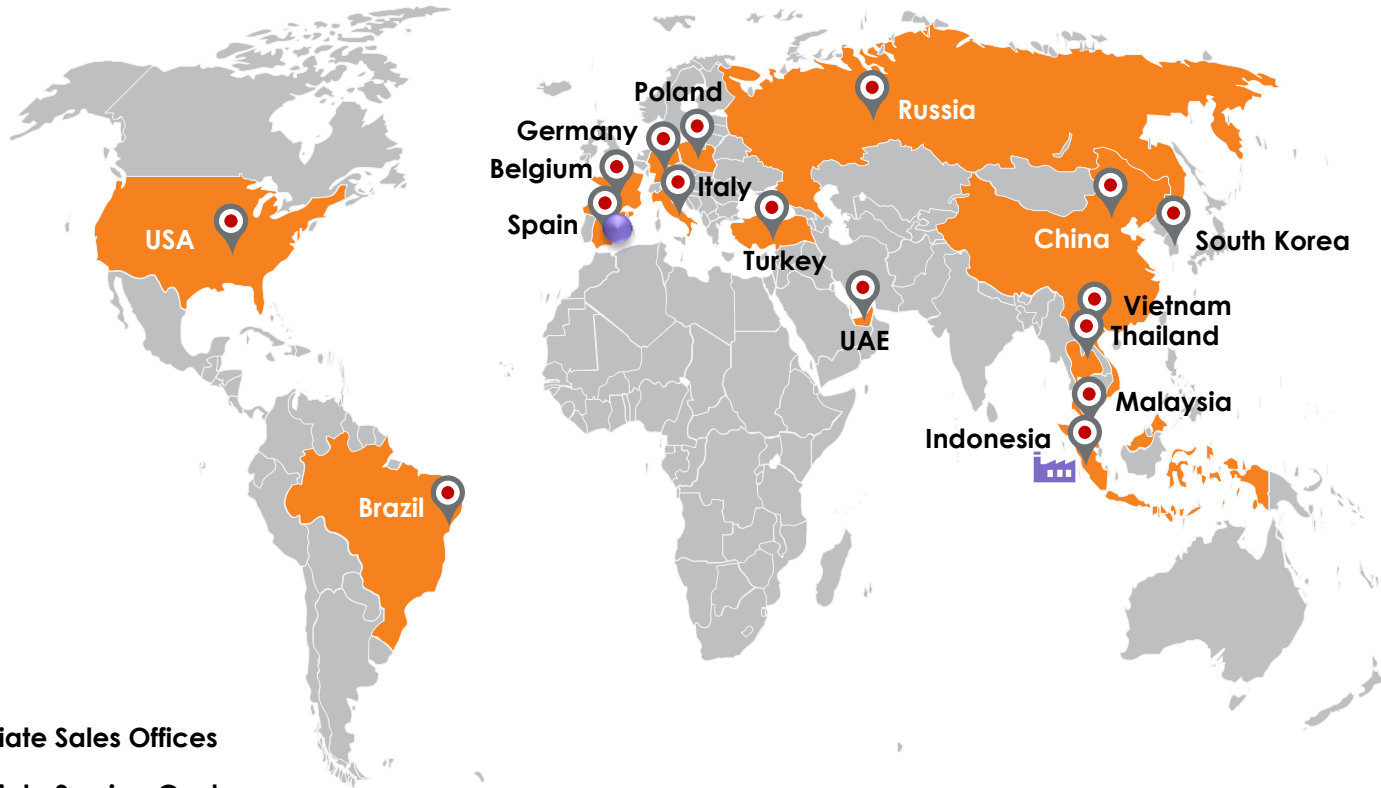 Poland
Russia
Germany
Belgium
Italy
Spain
USA
China
South Korea
Turkey
Vietnam
UAE
Thailand
Malaysia
Indonesia
Brazil
Sales Offices